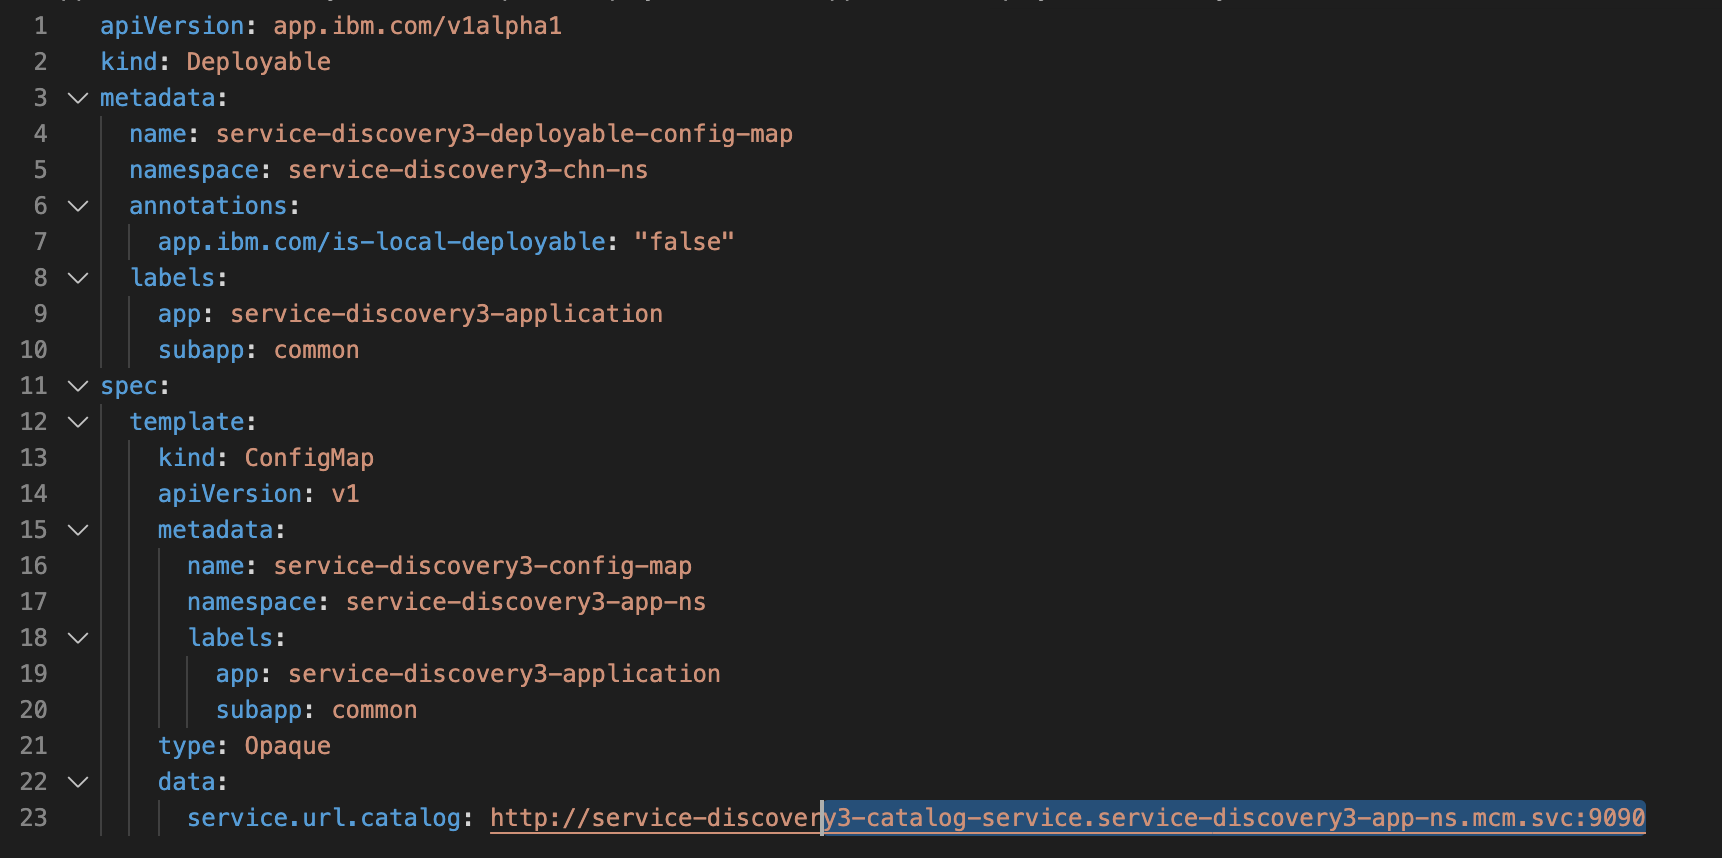 1 apiVersion: app.ibm.com/v1alpha1
2 kind: Deployable
3 metadata:
4 name: service-discovery3-deployable-config-map
5 namespace: service-discovery3-chn-ns
6 annotations:
7 app.ibm.com/is-local-deployable: "false"
8 labels:
9 app: service-discovery3-application
10 subapp: common
11 spec:
12 template:
13 kind: ConfigMap
14 apiVersion: v1
15 metadata:
16 name: service-discovery3-config-map
17 namespace: service-discovery3-app-ns
18 labels:
19 app: service-discovery3-application
20 subapp: common
21 type: Opaque
22 data:
23 service.url.catalog: http://service-discovery3-catalog-service.service-discovery3-app-ns.mcm.svc:9090